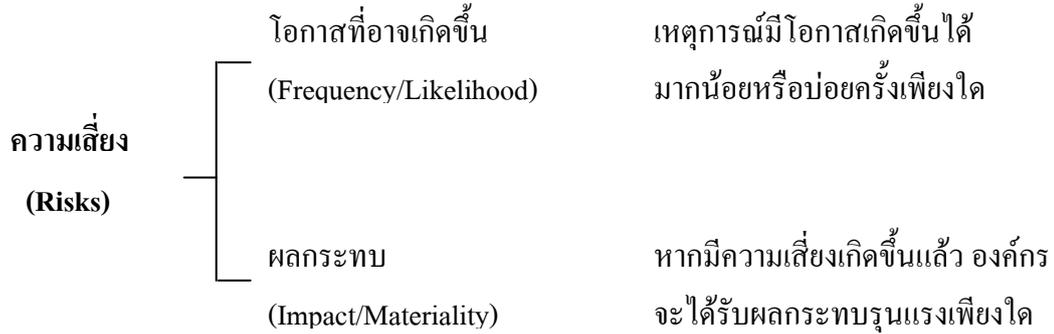 โอกาสที่อาจเกิดขึ้น เหตุการณ์มีโอกาสเกิดขึ้นได้
(Frequency/Likelihood) มากน้อยหรือบ่อยครั้งเพียงใด
ความเสี่ยง
(Risks)
ผลกระทบ หากมีความเสี่ยงเกิดขึ้นแล้ว องค์กร
(Impact/Materiality) จะได้รับผลกระทบรุนแรงเพียงใด